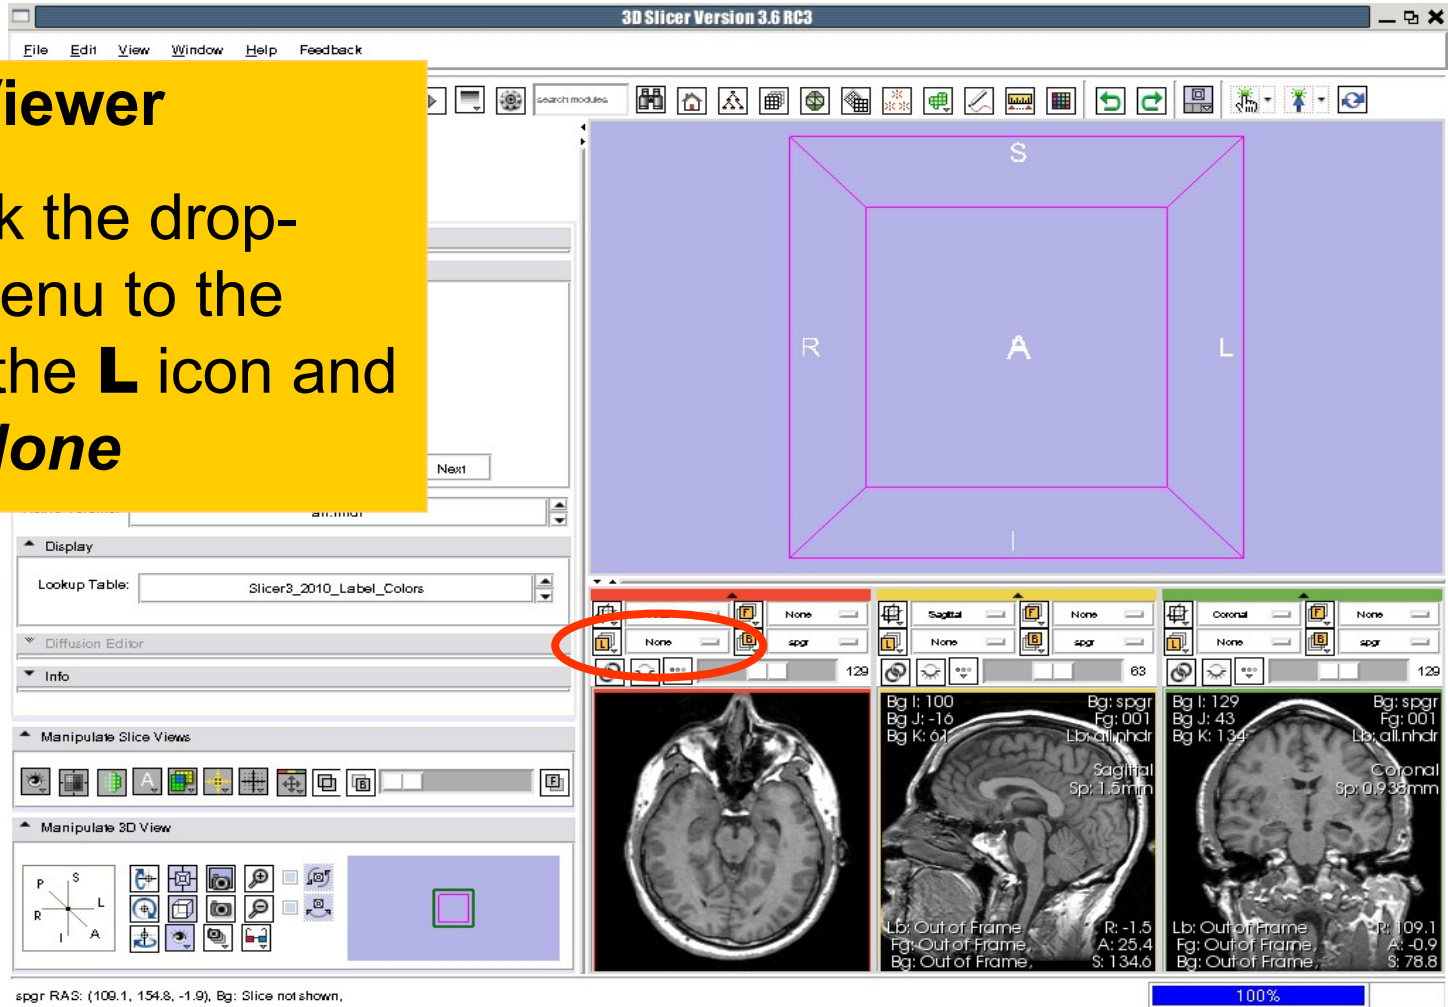 3D Slicer Version 3.6 RC3
File Edit View Window Help Feedback
iewer
k the drop-
enu to the
the L icon and
one
search modules
Next
all.nhdr
Display
Lookup Table: Slicer3_2010_Label_Colors
Diffusion Editor
Info
Manipulate Slice Views
A B F
Manipulate 3D View
P S
R L
I A
S
R A L
I
F None
L None B spgr
129
Sagittal F None
L None B spgr
63
Coronal F None
L None B spgr
129
Bg I: 100 Bg: spgr
Bg J: -16 Fg: 001
Bg K: 61 Lb: all.nhdr
Sagittal
Sp: 1.5mm
Lb: Out of Frame R: -1.5
Fg: Out of Frame, A: 25.4
Bg: Out of Frame, S: 134.6
Bg I: 129 Bg: spgr
Bg J: 43 Fg: 001
Bg K: 134 Lb: all.nhdr
Coronal
Sp: 0.938mm
Lb: Out of Frame R: 109.1
Fg: Out of Frame, A: -0.9
Bg: Out of Frame, S: 78.8
spgr RAS: (109.1, 154.8, -1.9), Bg: Slice not shown,
100%